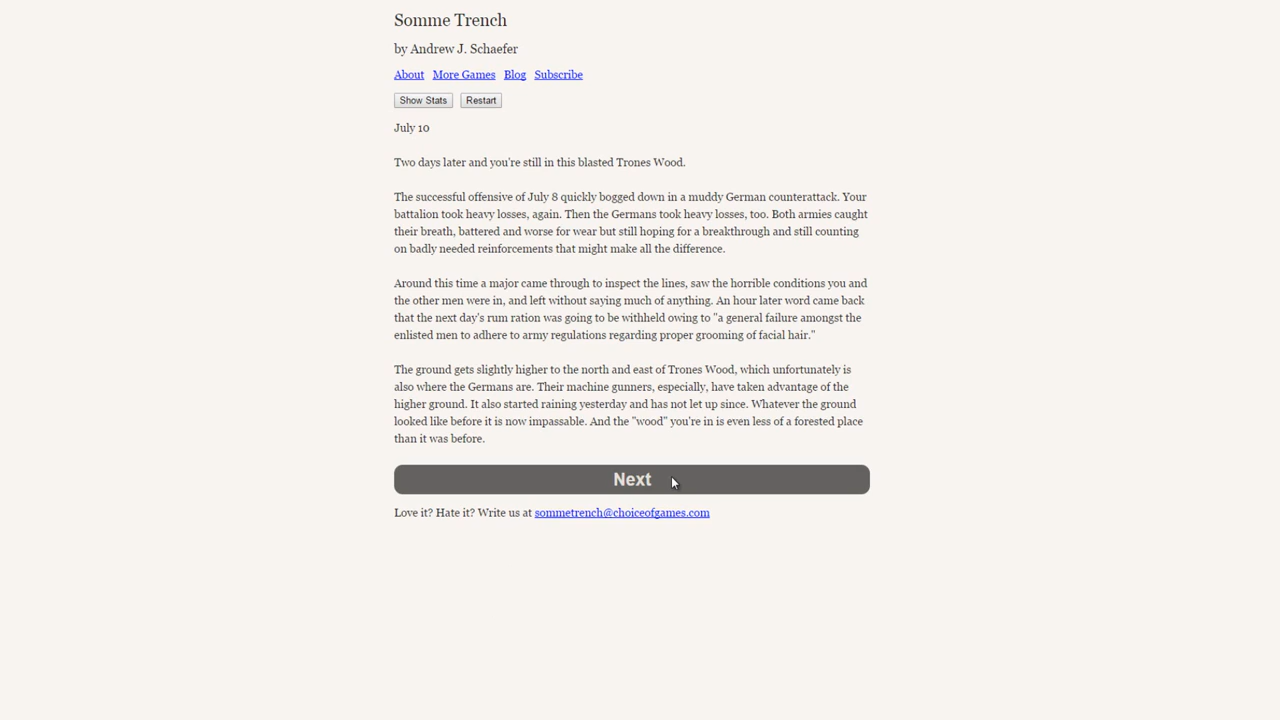 Somme Trench
by Andrew J. Schaefer
About More Games Blog Subscribe
Show Stats Restart
July 10
Two days later and you're still in this blasted Trones Wood.
The successful offensive of July 8 quickly bogged down in a muddy German counterattack. Your
battalion took heavy losses, again. Then the Germans took heavy losses, too. Both armies caught
their breath, battered and worse for wear but still hoping for a breakthrough and still counting
on badly needed reinforcements that might make all the difference.
Around this time a major came through to inspect the lines, saw the horrible conditions you and
the other men were in, and left without saying much of anything. An hour later word came back
that the next day's rum ration was going to be withheld owing to "a general failure amongst the
enlisted men to adhere to army regulations regarding proper grooming of facial hair."
The ground gets slightly higher to the north and east of Trones Wood, which unfortunately is
also where the Germans are. Their machine gunners, especially, have taken advantage of the
higher ground. It also started raining yesterday and has not let up since. Whatever the ground
looked like before it is now impassable. And the "wood" you're in is even less of a forested place
than it was before.
Next
Love it? Hate it? Write us at sommetrench@choiceofgames.com